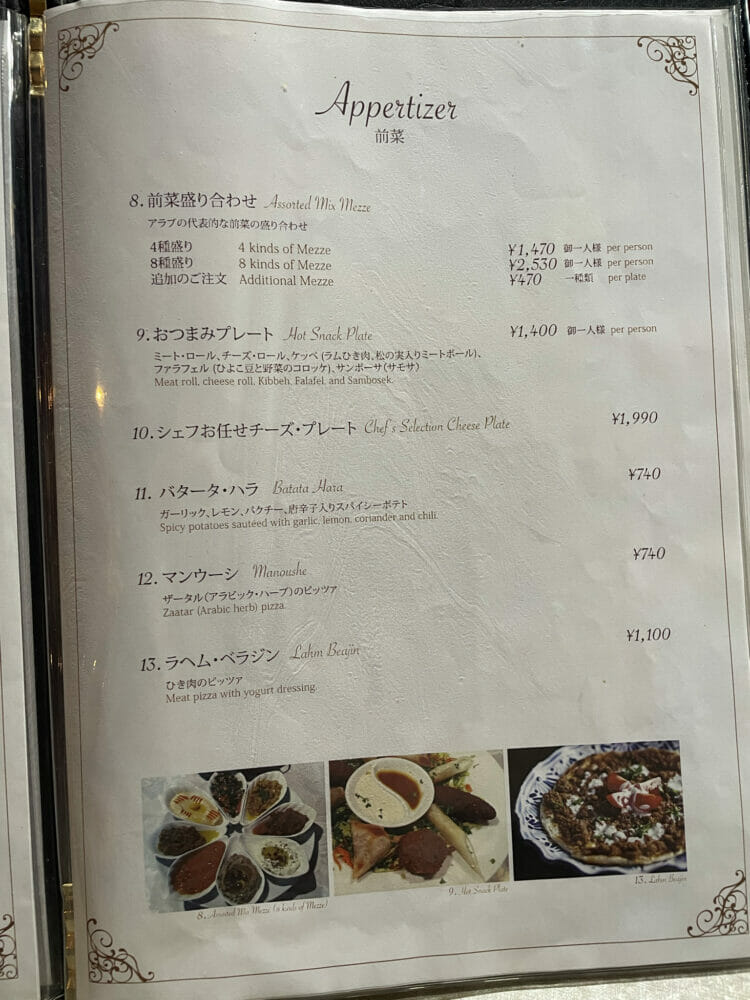 Appertizer
前菜
8. 前菜盛り合わせ Assorted Mix Mezze
アラブの代表的な前菜の盛り合わせ
4種盛り 4 kinds of Mezze ¥1,470 御一人様 per person
8種盛り 8 kinds of Mezze ¥2,530 御一人様 per person
追加のご注文 Additional Mezze ¥470 一種類 per plate
9. おつまみプレート Hot Snack Plate ¥1,400 御一人様 per person
ミート・ロール、チーズ・ロール、ケッベ (ラムひき肉、松の実入りミートボール)、
ファラフェル (ひよこ豆と野菜のコロッケ)、サンボーサ(サモサ)
Meat roll, cheese roll, Kibbeh, Falafel, and Sambosek.
10. シェフお任せチーズ・プレート Chef's Selection Cheese Plate ¥1,990
11. バタータ・ハラ Batata Hara ¥740
ガーリック、レモン、パクチー、唐辛子入りスパイシーポテト
Spicy potatoes sautéed with garlic, lemon, coriander and chili.
12. マンウーシ Manoushe ¥740
ザータル(アラビック・ハーブ)のピッツァ
Zaatar (Arabic herb) pizza.
13. ラヘム・ベラジン Lahm Beajin ¥1,100
ひき肉のピッツァ
Meat pizza with yogurt dressing.
8. Assorted Mix Mezze (8 kinds of Mezze)
9. Hot Snack Plate
13. Lahm Beajin